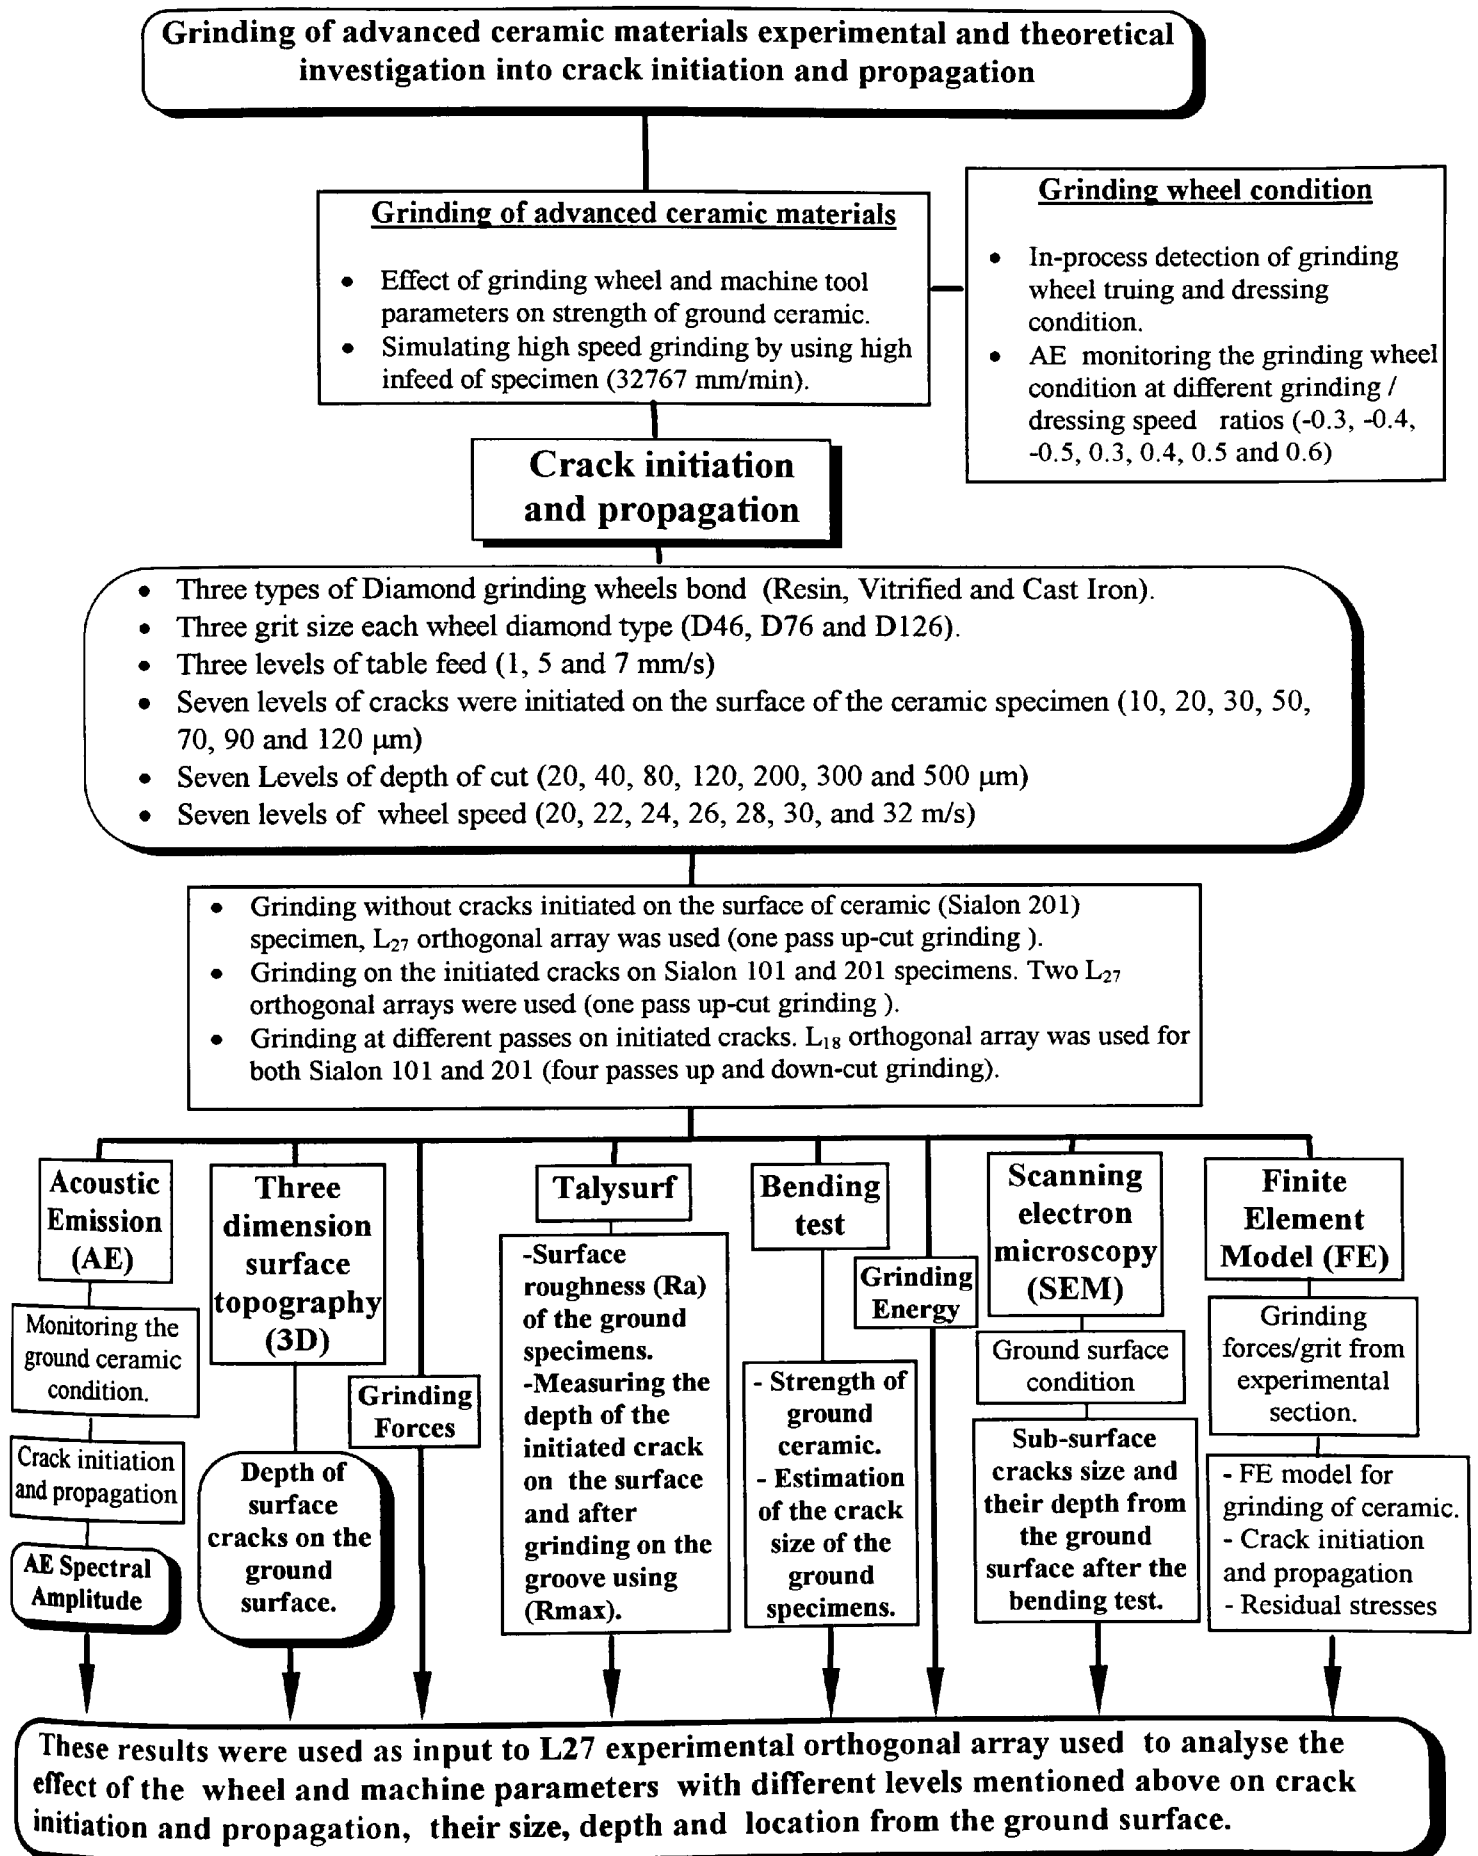 Grinding of advanced ceramic materials experimental and theoretical
investigation into crack initiation and propagation
Grinding of advanced ceramic materials
• Effect of grinding wheel and machine tool
parameters on strength of ground ceramic.
• Simulating high speed grinding by using high
infeed of specimen (32767 mm/min).
Grinding wheel condition
• In-process detection of grinding
wheel truing and dressing
condition.
• AE monitoring the grinding wheel
condition at different grinding /
dressing speed ratios (-0.3, -0.4,
-0.5, 0.3, 0.4, 0.5 and 0.6)
Crack initiation
and propagation
• Three types of Diamond grinding wheels bond (Resin, Vitrified and Cast Iron).
• Three grit size each wheel diamond type (D46, D76 and D126).
• Three levels of table feed (1, 5 and 7 mm/s)
• Seven levels of cracks were initiated on the surface of the ceramic specimen (10, 20, 30, 50,
70, 90 and 120 µm)
• Seven Levels of depth of cut (20, 40, 80, 120, 200, 300 and 500 µm)
• Seven levels of wheel speed (20, 22, 24, 26, 28, 30, and 32 m/s)
• Grinding without cracks initiated on the surface of ceramic (Sialon 201)
specimen, L₂₇ orthogonal array was used (one pass up-cut grinding ).
• Grinding on the initiated cracks on Sialon 101 and 201 specimens. Two L₂₇
orthogonal arrays were used (one pass up-cut grinding ).
• Grinding at different passes on initiated cracks. L₁₈ orthogonal array was used for
both Sialon 101 and 201 (four passes up and down-cut grinding).
Acoustic
Emission
(AE)
Monitoring the
ground ceramic
condition.
Crack initiation
and propagation
AE Spectral
Amplitude
Three
dimension
surface
topography
(3D)
Depth of
surface
cracks on the
ground
surface.
Grinding
Forces
Talysurf
-Surface
roughness (Ra)
of the ground
specimens.
-Measuring the
depth of the
initiated crack
on the surface
and after
grinding on the
groove using
(Rmax).
Bending
test
- Strength of
ground
ceramic.
- Estimation
of the crack
size of the
ground
specimens.
Grinding
Energy
Scanning
electron
microscopy
(SEM)
Ground surface
condition
Sub-surface
cracks size and
their depth from
the ground
surface after the
bending test.
Finite
Element
Model (FE)
Grinding
forces/grit from
experimental
section.
- FE model for
grinding of ceramic.
- Crack initiation
and propagation
- Residual stresses
These results were used as input to L27 experimental orthogonal array used to analyse the
effect of the wheel and machine parameters with different levels mentioned above on crack
initiation and propagation, their size, depth and location from the ground surface.